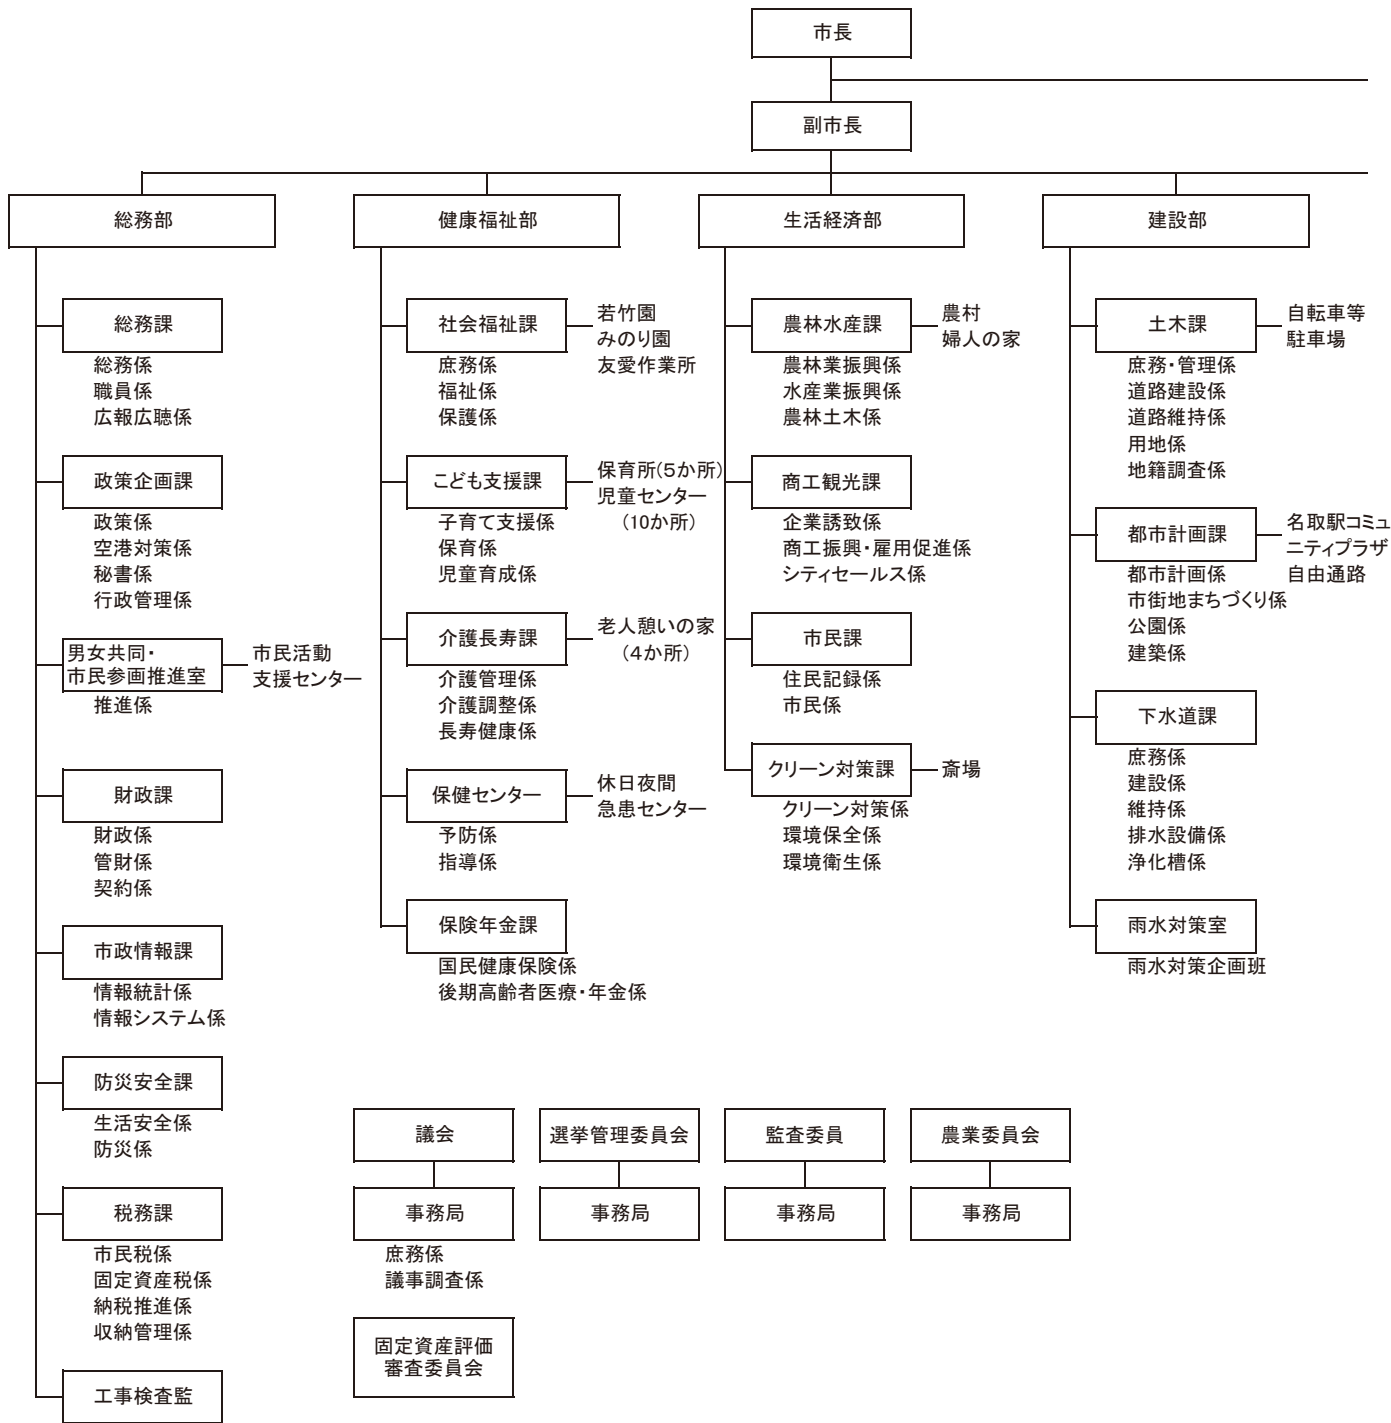 市長
副市長
総務部
総務課
総務係
職員係
広報広聴係
政策企画課
政策係
空港対策係
秘書係
行政管理係
男女共同・
市民参画推進室
市民活動
支援センター
推進係
財政課
財政係
管財係
契約係
市政情報課
情報統計係
情報システム係
防災安全課
生活安全係
防災係
税務課
市民税係
固定資産税係
納税推進係
収納管理係
工事検査監
健康福祉部
社会福祉課
若竹園
みのり園
友愛作業所
庶務係
福祉係
保護係
こども支援課
保育所(5か所)
児童センター
(10か所)
子育て支援係
保育係
児童育成係
介護長寿課
老人憩いの家
(4か所)
介護管理係
介護調整係
長寿健康係
保健センター
休日夜間
急患センター
予防係
指導係
保険年金課
国民健康保険係
後期高齢者医療・年金係
生活経済部
農林水産課
農村
婦人の家
農林業振興係
水産業振興係
農林土木係
商工観光課
企業誘致係
商工振興・雇用促進係
シティセールス係
市民課
住民記録係
市民係
クリーン対策課
斎場
クリーン対策係
環境保全係
環境衛生係
建設部
土木課
自転車等
駐車場
庶務・管理係
道路建設係
道路維持係
用地係
地籍調査係
都市計画課
名取駅コミュ
ニティプラザ
自由通路
都市計画係
市街地まちづくり係
公園係
建築係
下水道課
庶務係
建設係
維持係
排水設備係
浄化槽係
雨水対策室
雨水対策企画班
議会
事務局
庶務係
議事調査係
選挙管理委員会
事務局
監査委員
事務局
農業委員会
事務局
固定資産評価
審査委員会